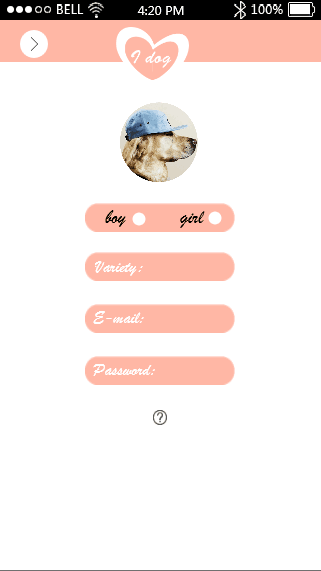 BELL 4:20 PM 100%
I dog
boy girl
Variety:
E-mail:
Password:
?